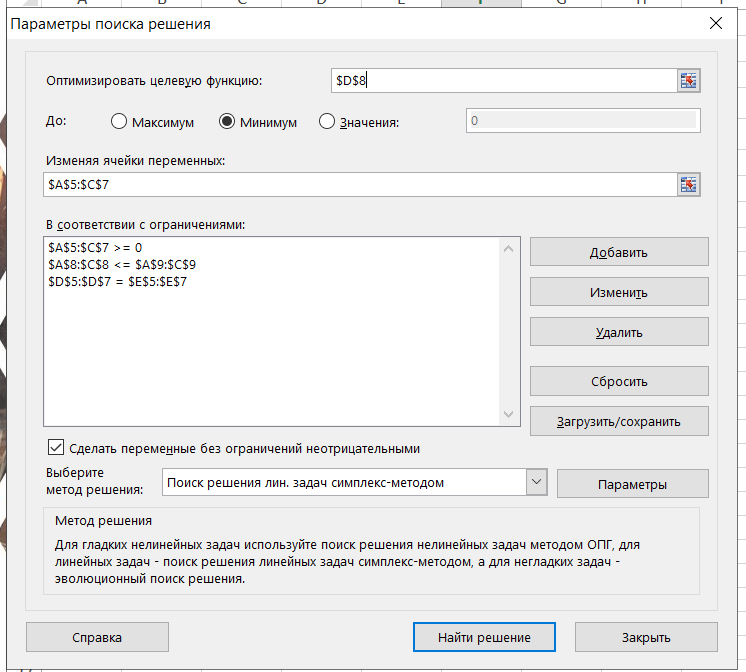 Параметры поиска решения
Оптимизировать целевую функцию:
$D$8
До:
Максимум
Минимум
Значения:
0
Изменяя ячейки переменных:
$A$5:$C$7
В соответствии с ограничениями:
$A$5:$C$7 >= 0
$A$8:$C$8 <= $A$9:$C$9
$D$5:$D$7 = $E$5:$E$7
Добавить
Изменить
Удалить
Сбросить
Загрузить/сохранить
Сделать переменные без ограничений неотрицательными
Выберите
метод решения:
Поиск решения лин. задач симплекс-методом
Параметры
Метод решения
Для гладких нелинейных задач используйте поиск решения нелинейных задач методом ОПГ, для
линейных задач - поиск решения линейных задач симплекс-методом, а для негладких задач -
эволюционный поиск решения.
Справка
Найти решение
Закрыть